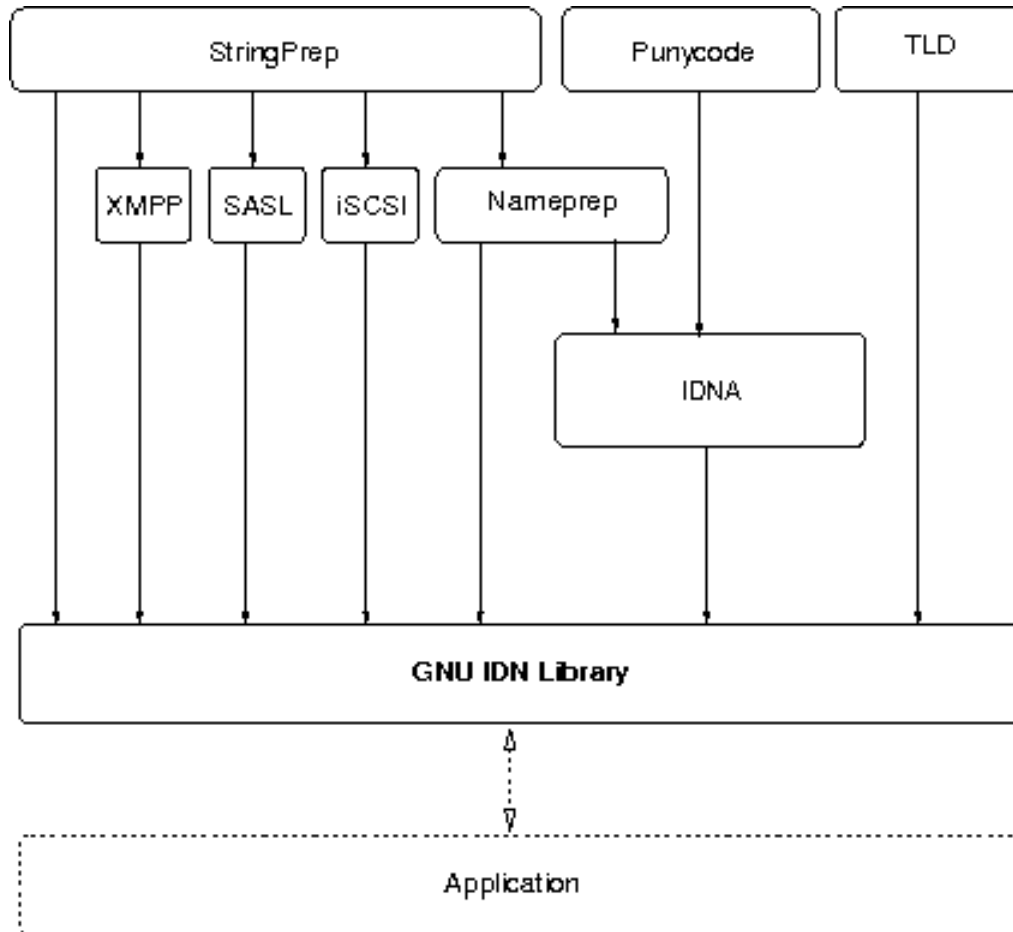 StringPrep
Punycode
TLD
XMPP
SASL
iSCSI
Nameprep
IDNA
GNU IDN Library
Application